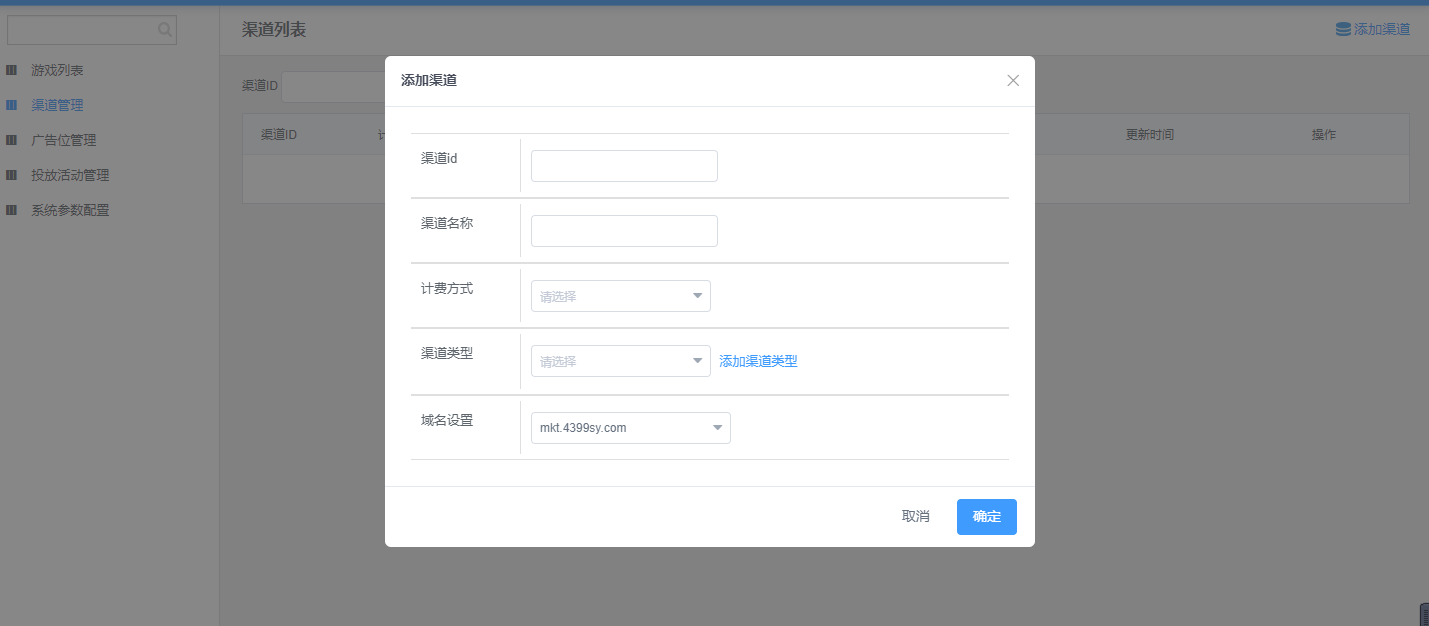 渠道列表
添加渠道
游戏列表
渠道管理
广告位管理
投放活动管理
系统参数配置
渠道ID
渠道ID
更新时间
操作
添加渠道
渠道id
渠道名称
计费方式
请选择
渠道类型
请选择
添加渠道类型
域名设置
mkt.4399sy.com
取消
确定